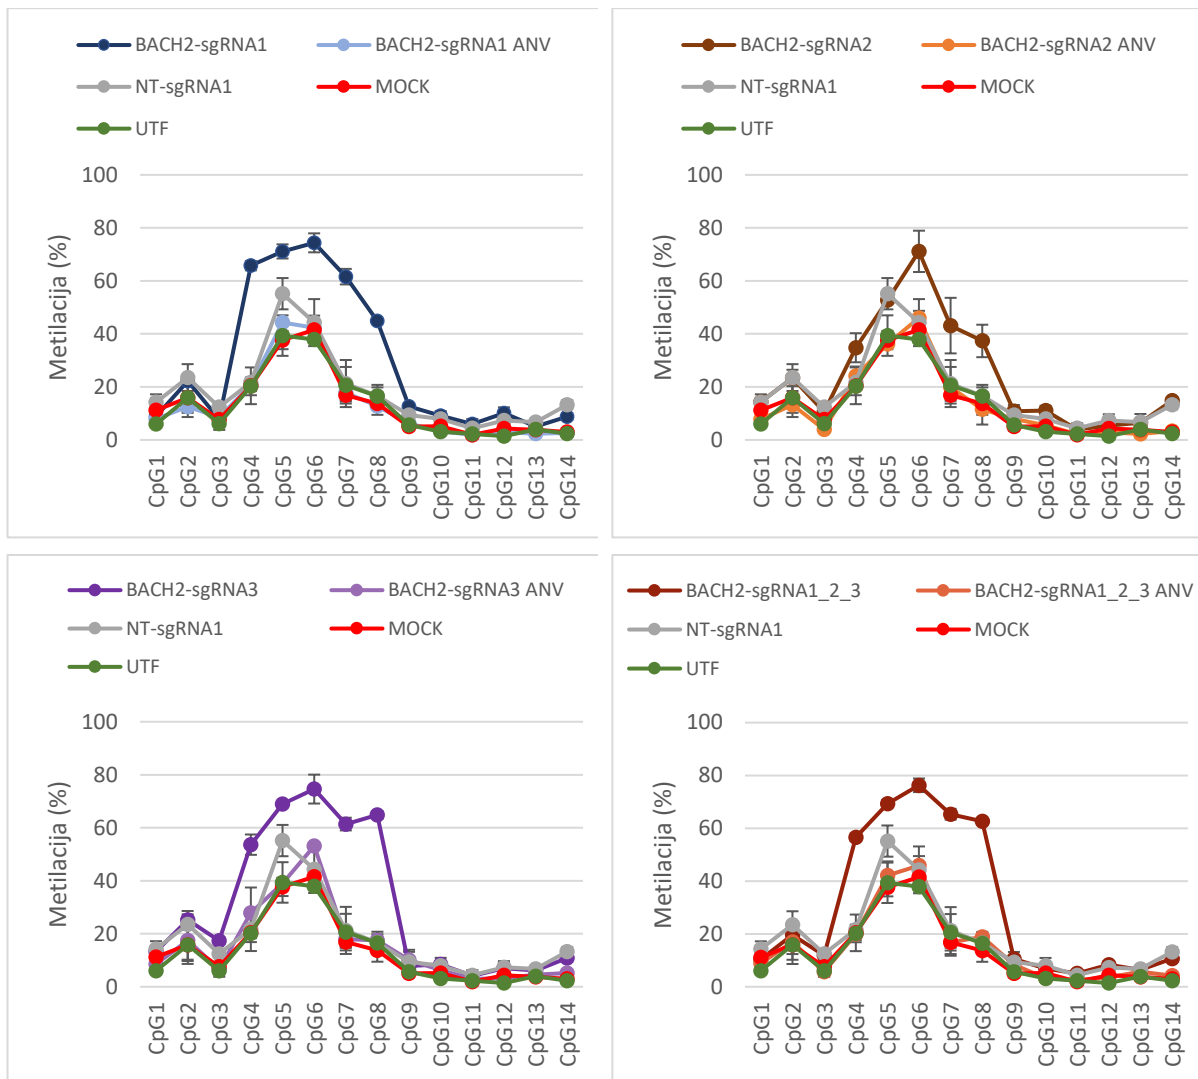 BACH2-sgRNA1 BACH2-sgRNA1 ANV
NT-sgRNA1 MOCK
UTF
Metilacija (%)
100
80
60
40
20
0
CpG1 CpG2 CpG3 CpG4 CpG5 CpG6 CpG7 CpG8 CpG9 CpG10 CpG11 CpG12 CpG13 CpG14
BACH2-sgRNA2 BACH2-sgRNA2 ANV
NT-sgRNA1 MOCK
UTF
Metilacija (%)
100
80
60
40
20
0
CpG1 CpG2 CpG3 CpG4 CpG5 CpG6 CpG7 CpG8 CpG9 CpG10 CpG11 CpG12 CpG13 CpG14
BACH2-sgRNA3 BACH2-sgRNA3 ANV
NT-sgRNA1 MOCK
UTF
Metilacija (%)
100
80
60
40
20
0
CpG1 CpG2 CpG3 CpG4 CpG5 CpG6 CpG7 CpG8 CpG9 CpG10 CpG11 CpG12 CpG13 CpG14
BACH2-sgRNA1_2_3 BACH2-sgRNA1_2_3 ANV
NT-sgRNA1 MOCK
UTF
Metilacija (%)
100
80
60
40
20
0
CpG1 CpG2 CpG3 CpG4 CpG5 CpG6 CpG7 CpG8 CpG9 CpG10 CpG11 CpG12 CpG13 CpG14